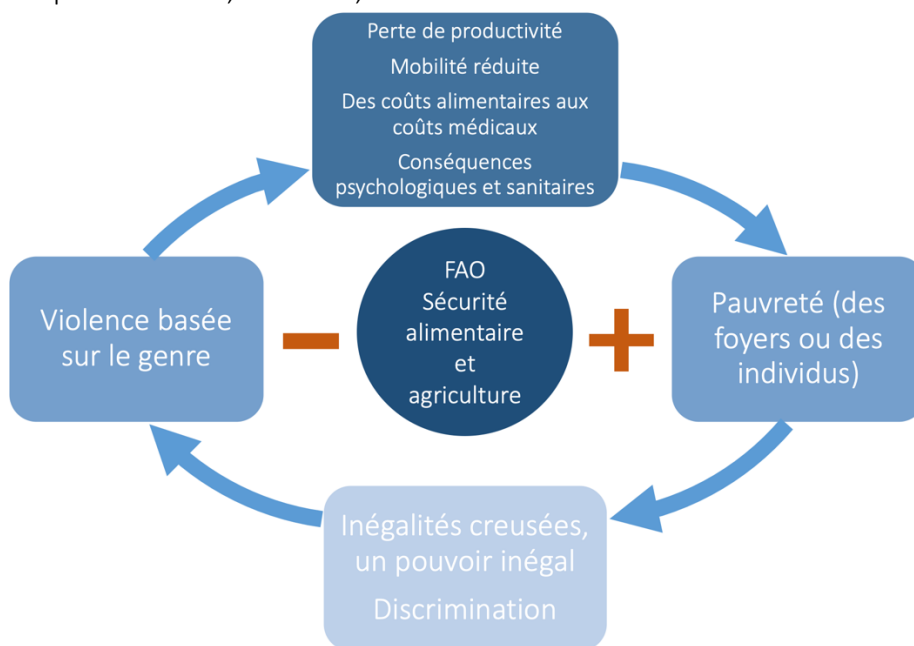 Perte de productivité
Mobilité réduite
Des coûts alimentaires aux
coûts médicaux
Conséquences
psychologiques et sanitaires
Violence basée
sur le genre
–
FAO
Sécurité
alimentaire
et
agriculture
+
Pauvreté (des
foyers ou des
individus)
Inégalités creusées,
un pouvoir inégal
Discrimination